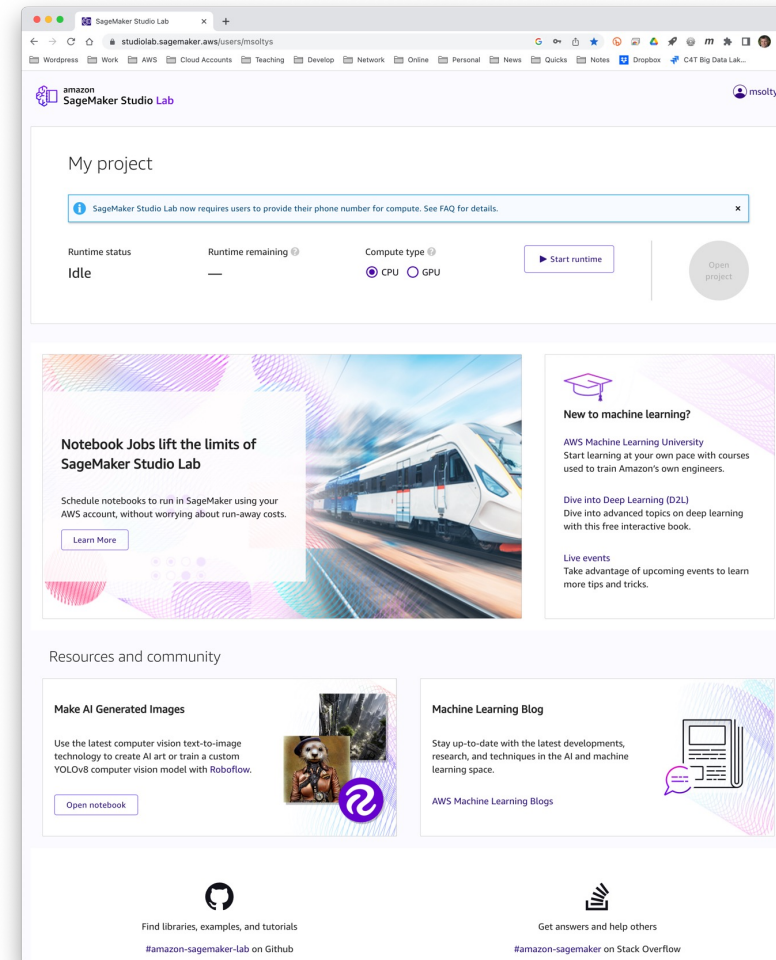 SageMaker Studio Lab
studiolab.sagemaker.aws/users/msoltys
Wordpress Work AWS Cloud Accounts Teaching Develop Network Online Personal News Quicks Notes Dropbox C4T Big Data Lak...
amazon
SageMaker Studio Lab
msolty
My project
SageMaker Studio Lab now requires users to provide their phone number for compute. See FAQ for details.
Runtime status Runtime remaining Compute type
Idle — CPU GPU
Start runtime
Open
project
Notebook Jobs lift the limits of
SageMaker Studio Lab
Schedule notebooks to run in SageMaker using your
AWS account, without worrying about run-away costs.
Learn More
New to machine learning?
AWS Machine Learning University
Start learning at your own pace with courses
used to train Amazon's own engineers.
Dive into Deep Learning (D2L)
Dive into advanced topics on deep learning
with this free interactive book.
Live events
Take advantage of upcoming events to learn
more tips and tricks.
Resources and community
Make AI Generated Images
Use the latest computer vision text-to-image
technology to create AI art or train a custom
YOLOv8 computer vision model with Roboflow.
Open notebook
Machine Learning Blog
Stay up-to-date with the latest developments,
research, and techniques in the AI and machine
learning space.
AWS Machine Learning Blogs
Find libraries, examples, and tutorials
#amazon-sagemaker-lab on Github
Get answers and help others
#amazon-sagemaker on Stack Overflow